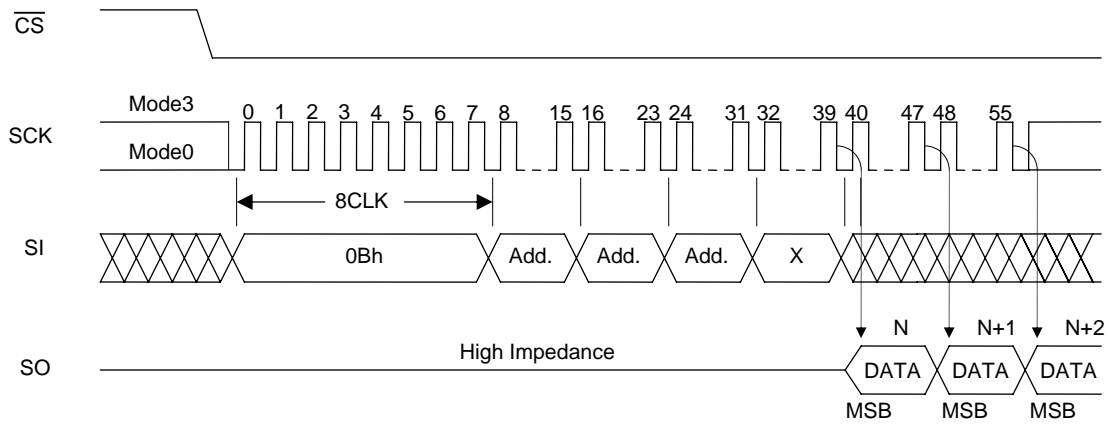 CS
Mode3
SCK
Mode0
0 1 2 3 4 5 6 7 8 15 16 23 24 31 32 39 40 47 48 55
8CLK
SI
0Bh Add. Add. Add. X
N N+1 N+2
High Impedance
SO
DATA DATA DATA
MSB MSB MSB